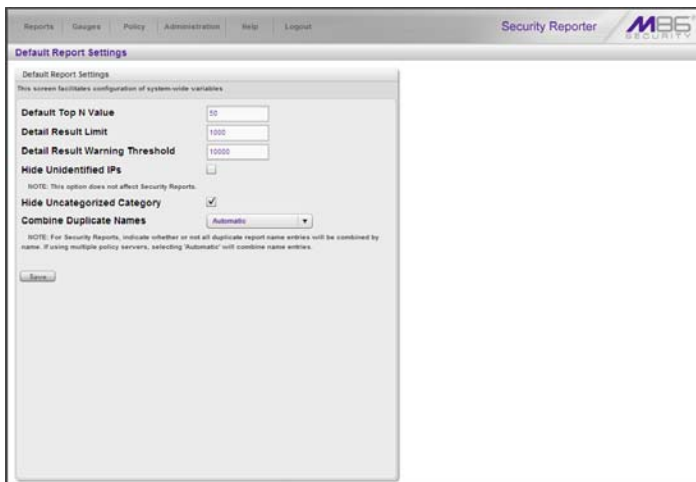 Reports Gauges Policy Administration Help Logout
Security Reporter
M86
SECURITY
Default Report Settings
Default Report Settings
This screen facilitates configuration of system-wide variables
Default Top N Value 50
Detail Result Limit 1000
Detail Result Warning Threshold 10000
Hide Unidentified IPs
NOTE: This option does not affect Security Reports.
Hide Uncategorized Category
Combine Duplicate Names Automatic
NOTE: For Security Reports, indicate whether or not all duplicate report name entries will be combined by
name. If using multiple policy servers, selecting 'Automatic' will combine name entries.
Save